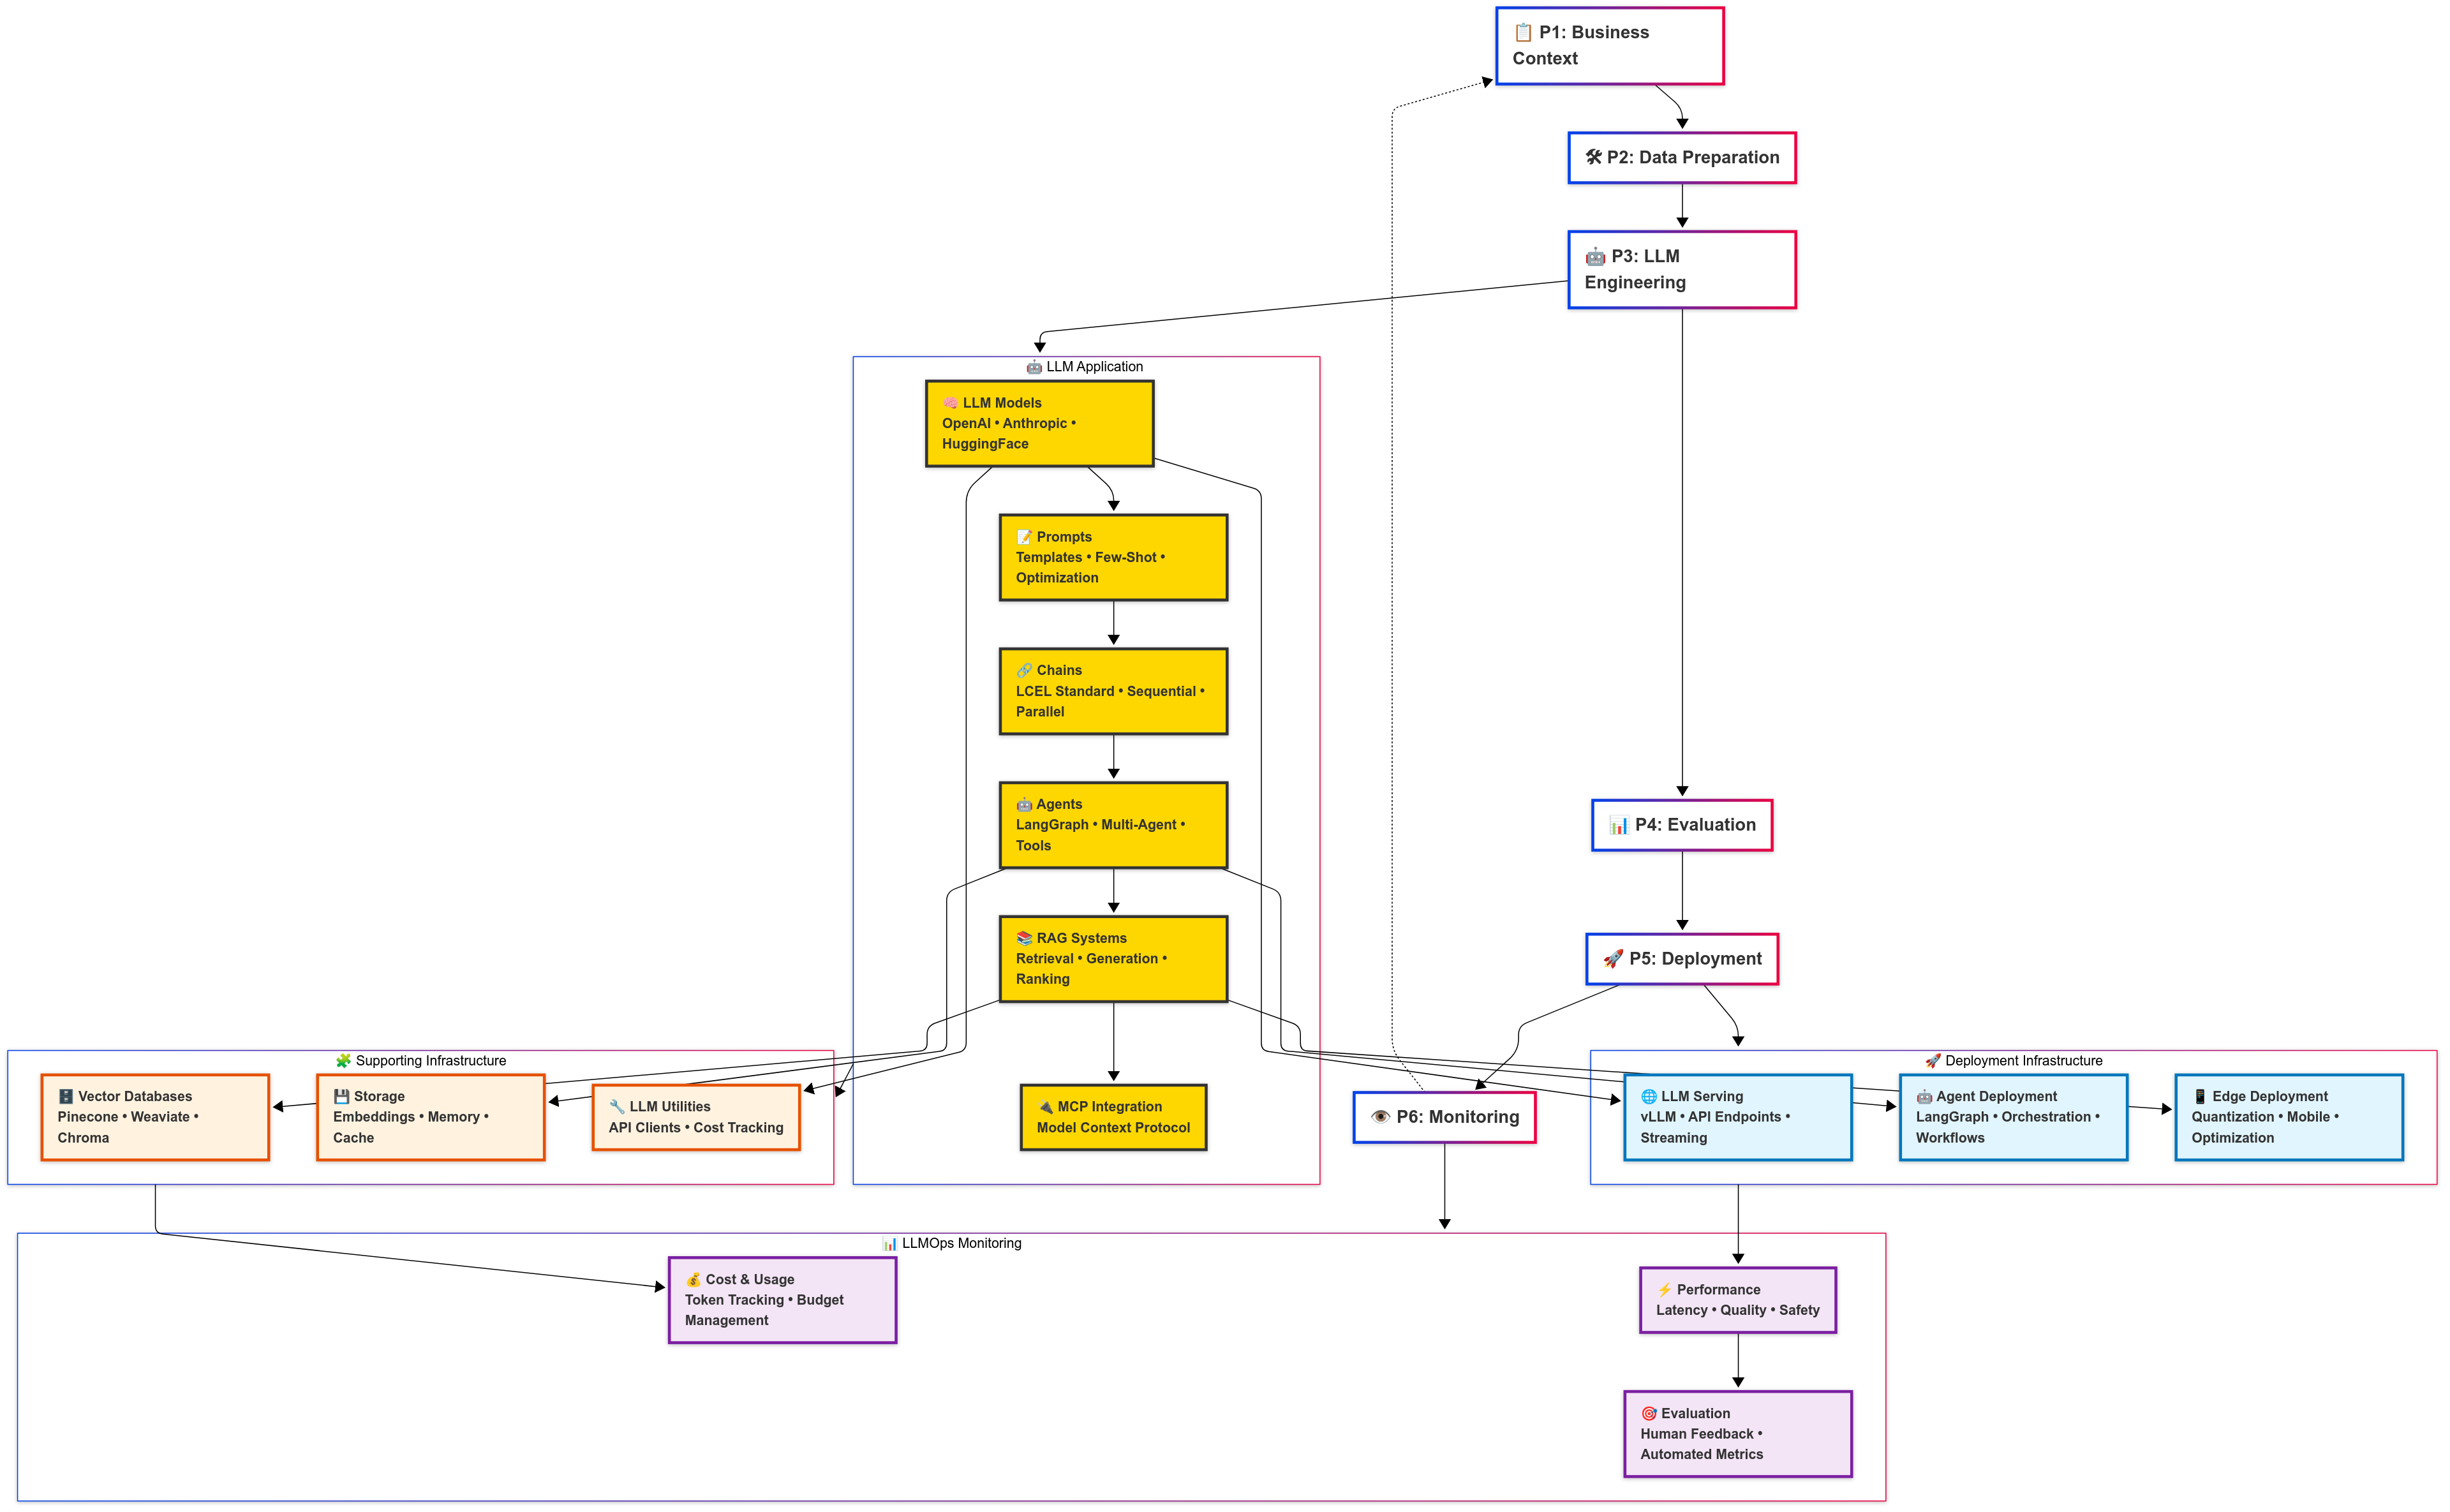 📋 P1: Business
Context
🛠 P2: Data Preparation
🤖 P3: LLM
Engineering
🤖 LLM Application
🧠 LLM Models
OpenAI • Anthropic •
HuggingFace
📝 Prompts
Templates • Few-Shot •
Optimization
🔗 Chains
LCEL Standard • Sequential •
Parallel
🤖 Agents
LangGraph • Multi-Agent •
Tools
📊 P4: Evaluation
📚 RAG Systems
Retrieval • Generation •
Ranking
🚀 P5: Deployment
🧩 Supporting Infrastructure
🗄️ Vector Databases
Pinecone • Weaviate •
Chroma
💾 Storage
Embeddings • Memory •
Cache
🔧 LLM Utilities
API Clients • Cost Tracking
🔌 MCP Integration
Model Context Protocol
👁️ P6: Monitoring
🚀 Deployment Infrastructure
🌐 LLM Serving
vLLM • API Endpoints •
Streaming
🤖 Agent Deployment
LangGraph • Orchestration •
Workflows
📱 Edge Deployment
Quantization • Mobile •
Optimization
📊 LLMOps Monitoring
💰 Cost & Usage
Token Tracking • Budget
Management
⚡ Performance
Latency • Quality • Safety
🎯 Evaluation
Human Feedback •
Automated Metrics